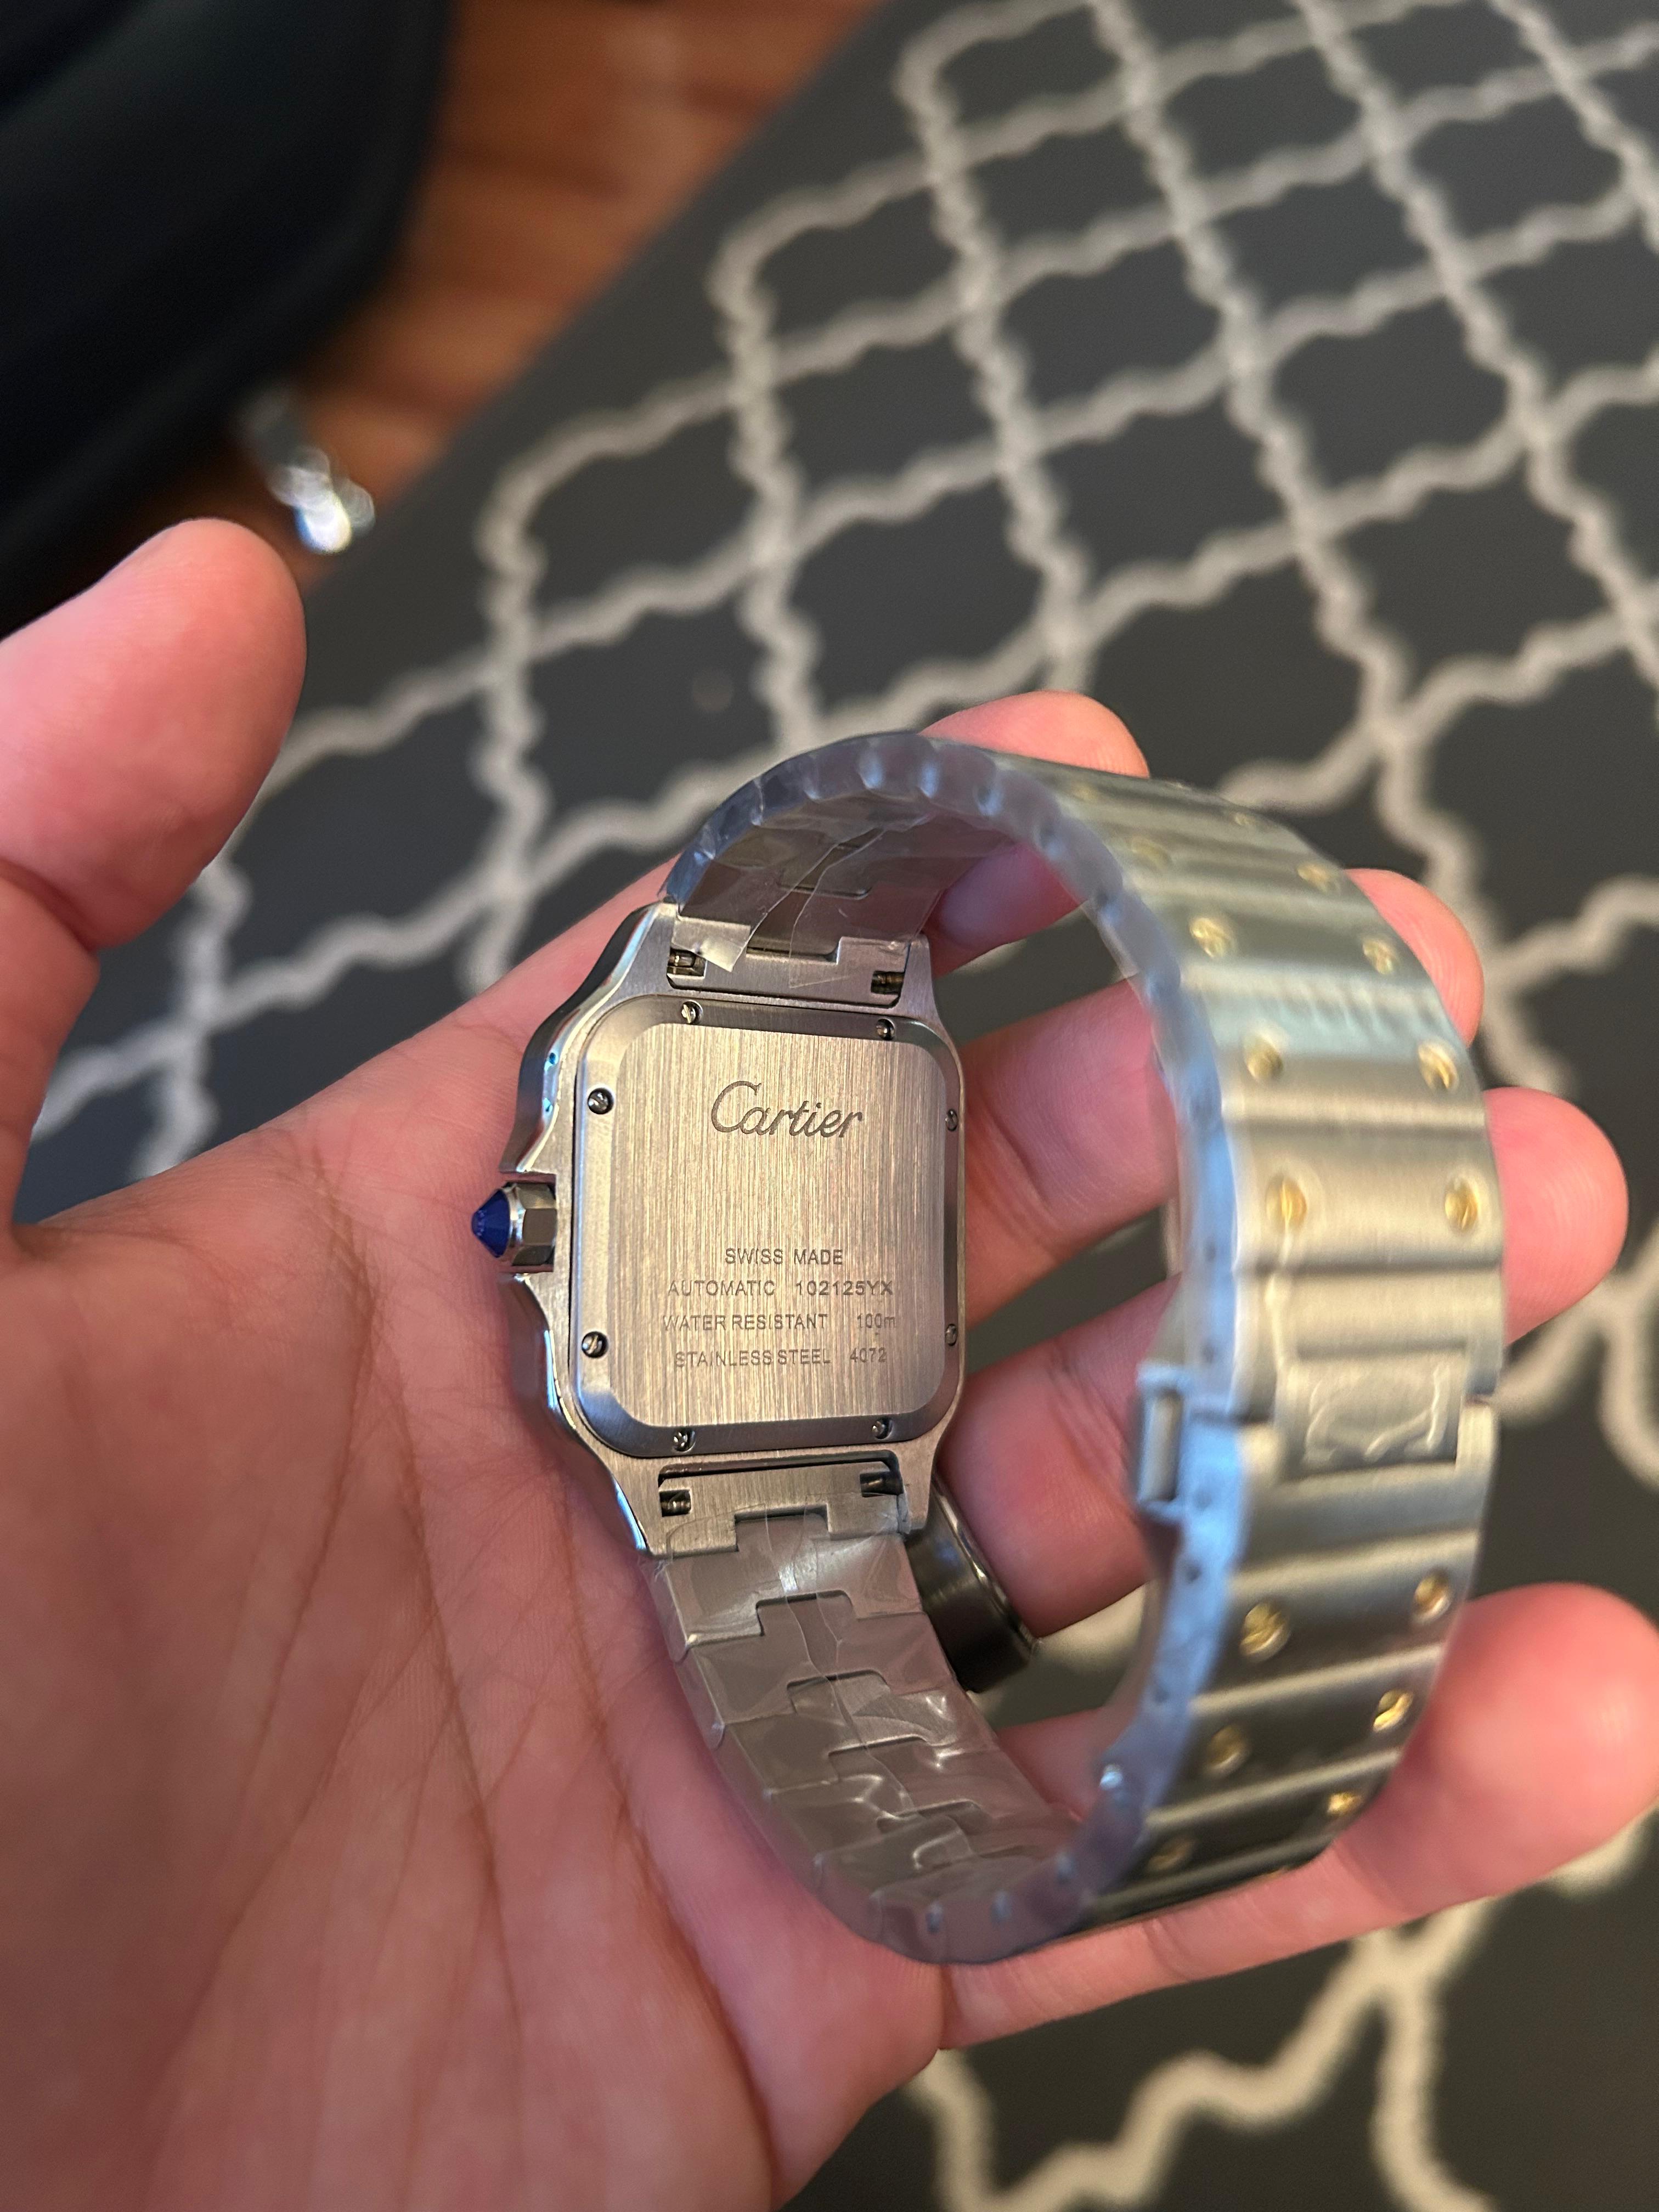 Cartier
SWISS MADE
AUTOMATIC 102125YX
WATER RESISTANT 100m
STAINLESS STEEL 4072